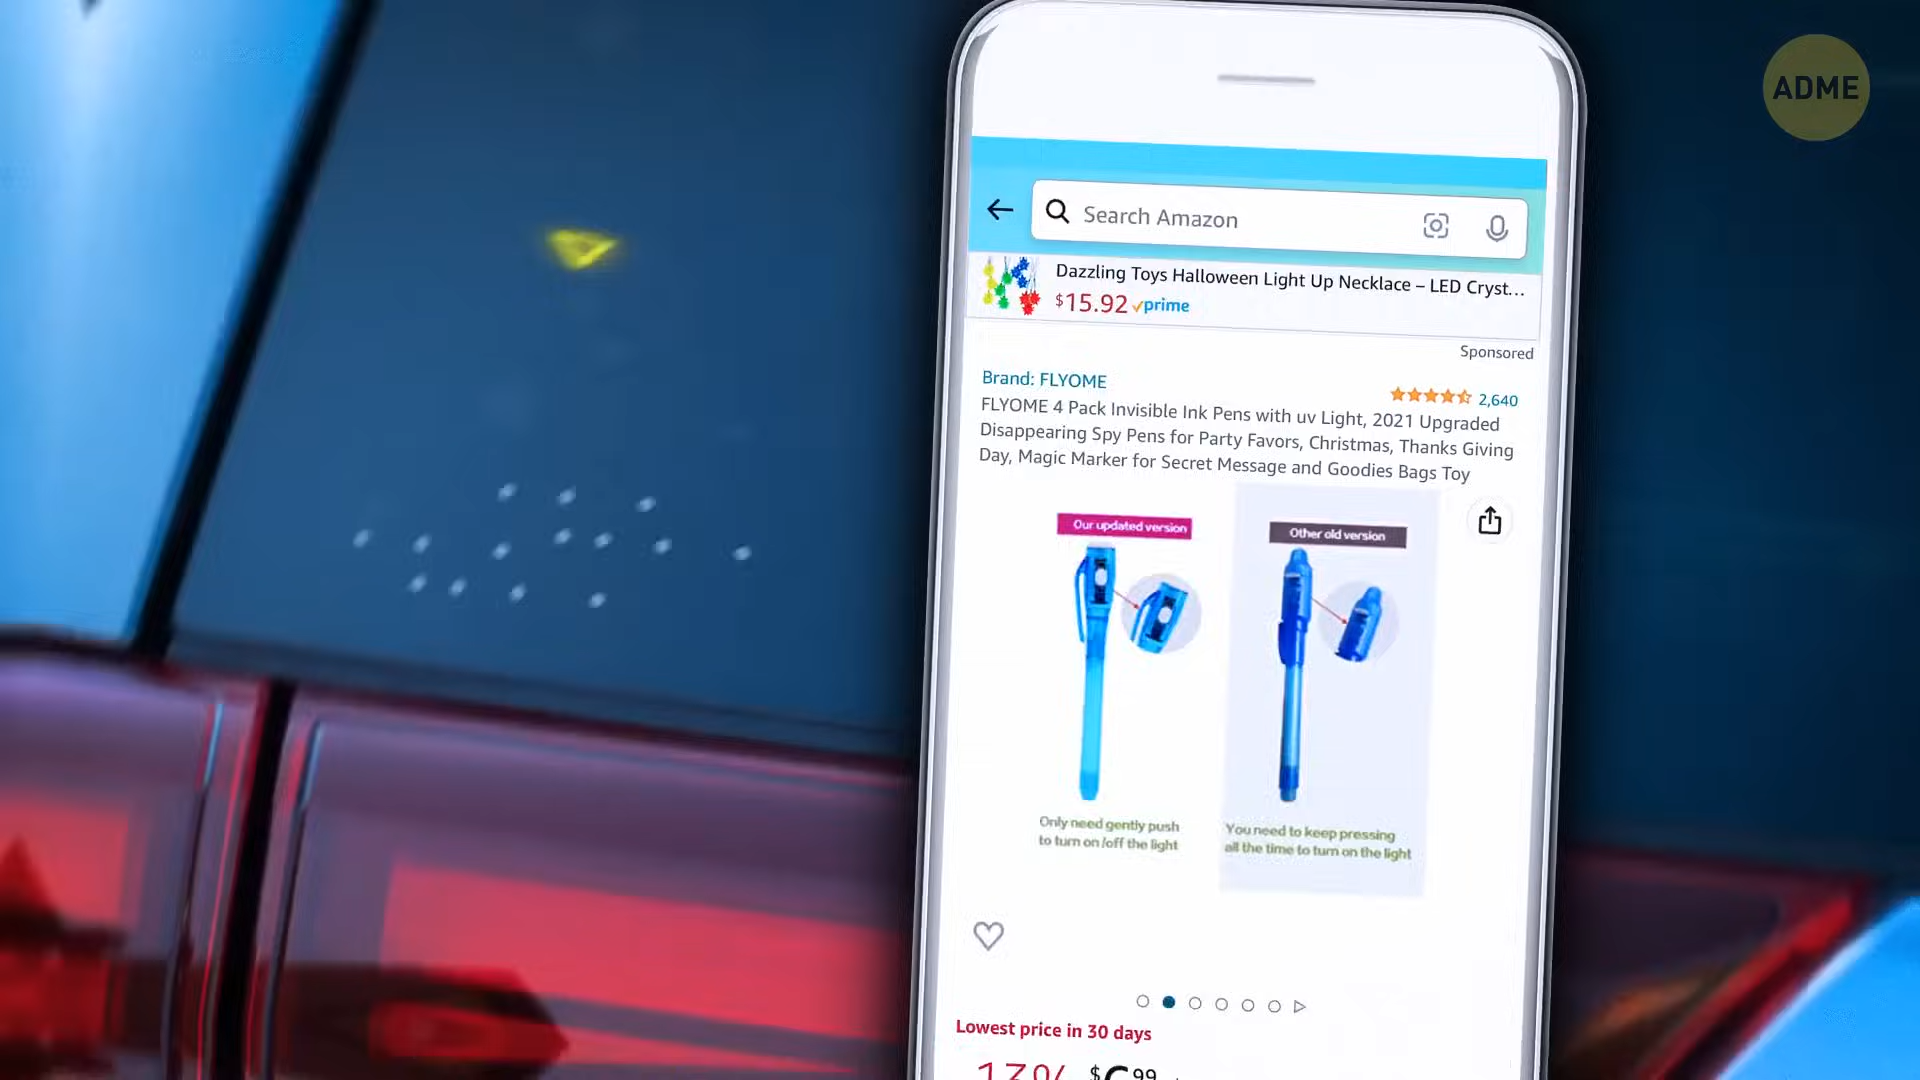 ADME
Search Amazon
Dazzling Toys Halloween Light Up Necklace – LED Cryst...
$15.92 prime
Sponsored
Brand: FLYOME
2,640
FLYOME 4 Pack Invisible Ink Pens with uv Light, 2021 Upgraded
Disappearing Spy Pens for Party Favors, Christmas, Thanks Giving
Day, Magic Marker for Secret Message and Goodies Bags Toy
Our updated version
Other old version
Only need gently push
to turn on /off the light
You need to keep pressing
all the time to turn on the light
Lowest price in 30 days